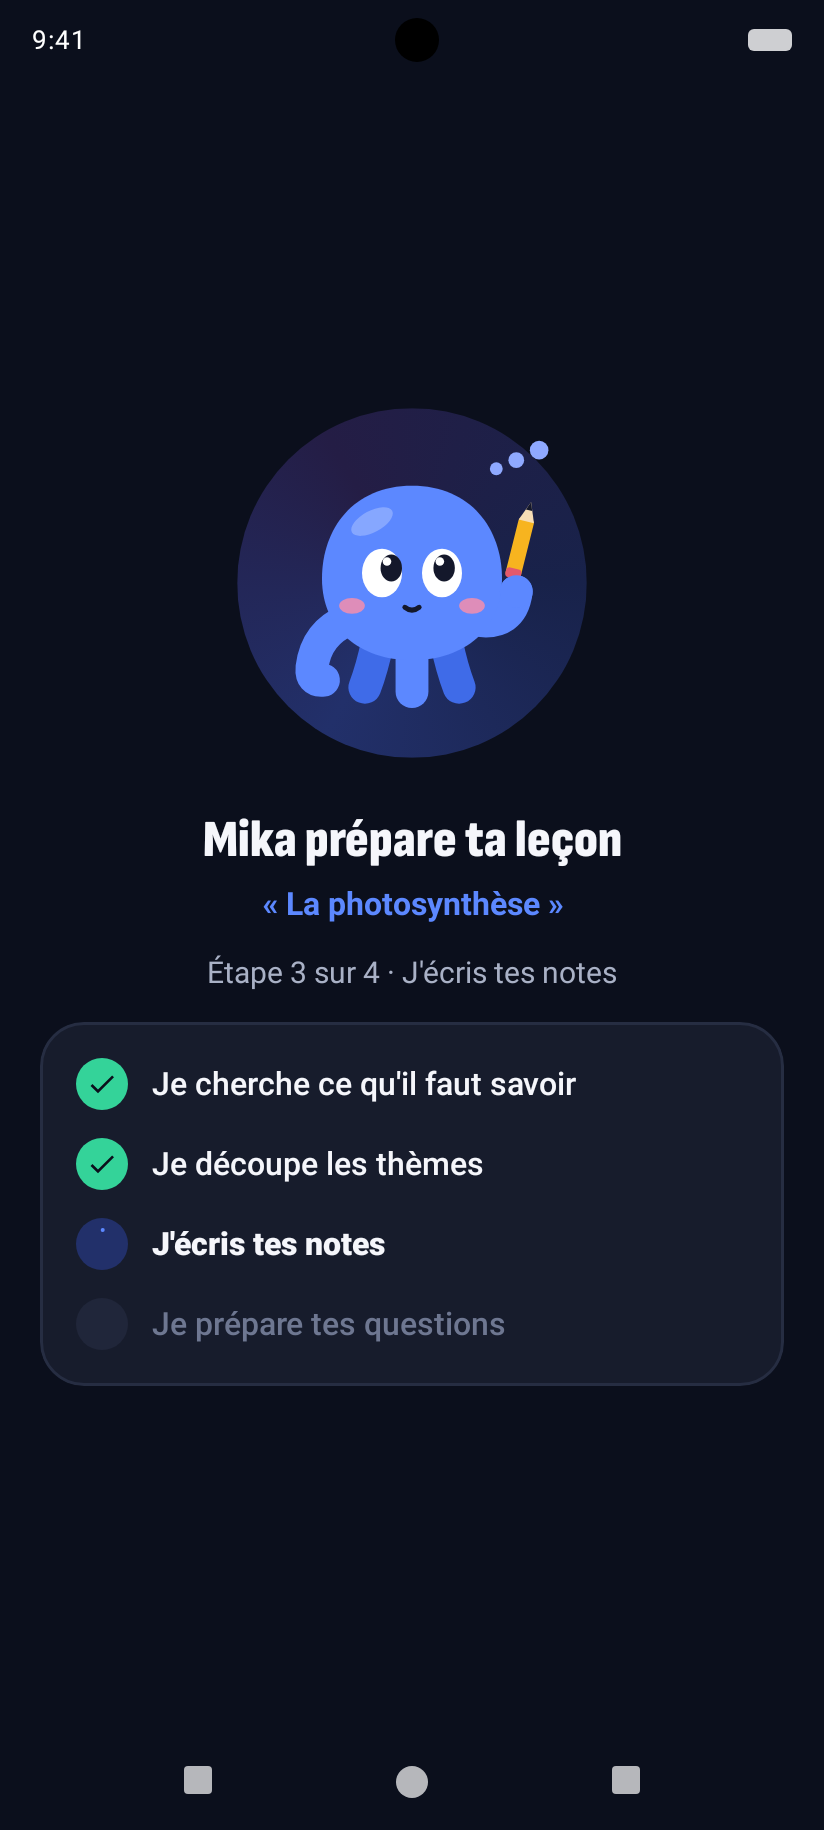 9:41
Mika prépare ta leçon
« La photosynthèse »
Étape 3 sur 4 · J'écris tes notes
Je cherche ce qu'il faut savoir
Je découpe les thèmes
J'écris tes notes
Je prépare tes questions